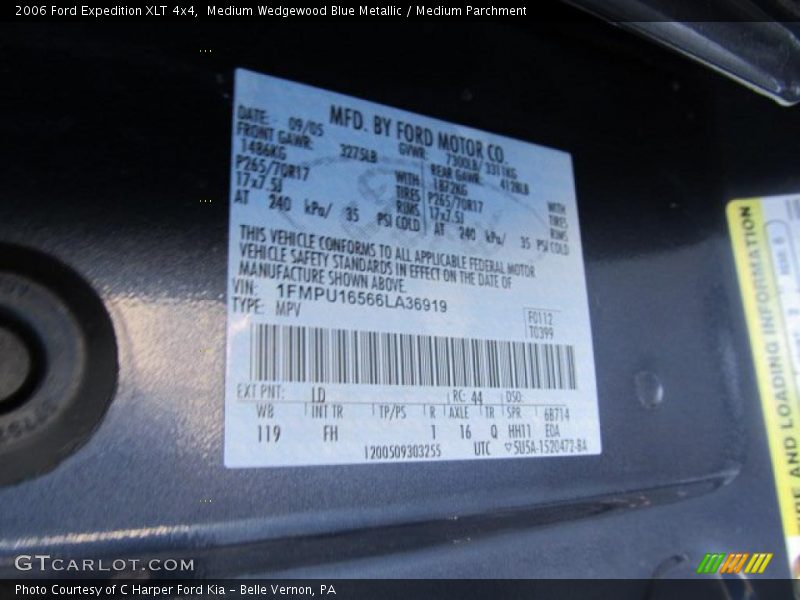 2006 Ford Expedition XLT 4x4,  Medium Wedgewood Blue Metallic / Medium Parchment
MFD. BY FORD MOTOR CO.
DATE: 09/05 GVWR: 7300LB/ 3311KG
FRONT GAWR: 3275LB REAR GAWR: 4128LB
1486KG WITH 1872KG WITH
P265/70R17 TIRES P265/70R17 TIRES
17x7.5J RIMS 17x7.5J RIMS
AT 240 kPa/ 35 PSI COLD AT 240 kPa/ 35 PSI COLD
THIS VEHICLE CONFORMS TO ALL APPLICABLE FEDERAL MOTOR
VEHICLE SAFETY STANDARDS IN EFFECT ON THE DATE OF
MANUFACTURE SHOWN ABOVE.
VIN: 1FMPU16566LA36919
TYPE: MPV
F0112
T0399
EXT PNT: LD RC: 44 DSO:
WB INT TR TP/PS R AXLE TR SPR 6B714
119 FH 1 16 Q HH11 EOA
1200509303255 UTC 5U5A-1520472-BA
RE AND LOADING INFORMATION
GTCARLOT.COM
Photo Courtesy of C Harper Ford Kia – Belle Vernon, PA